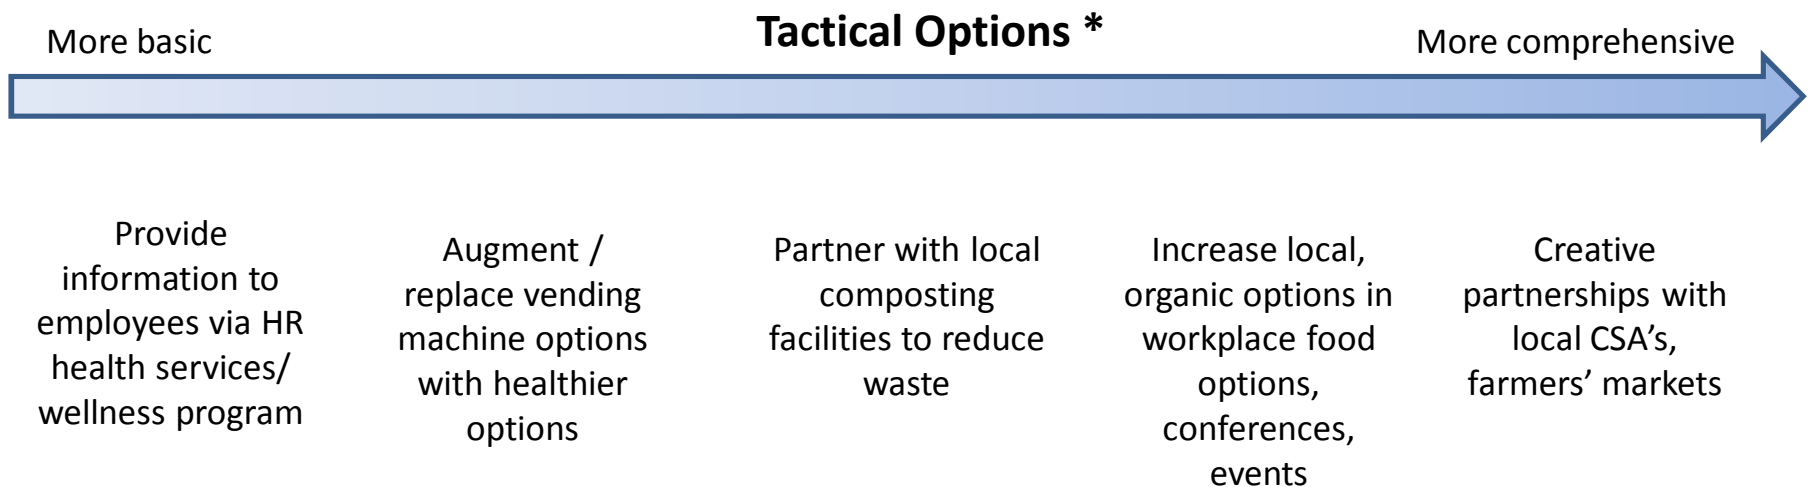 Tactical Options *
More basic
More comprehensive
Provide
information to
employees via HR
health services/
wellness program
Augment /
replace vending
machine options
with healthier
options
Partner with local
composting
facilities to reduce
waste
Increase local,
organic options in
workplace food
options,
conferences,
events
Creative
partnerships with
local CSA’s,
farmers’ markets